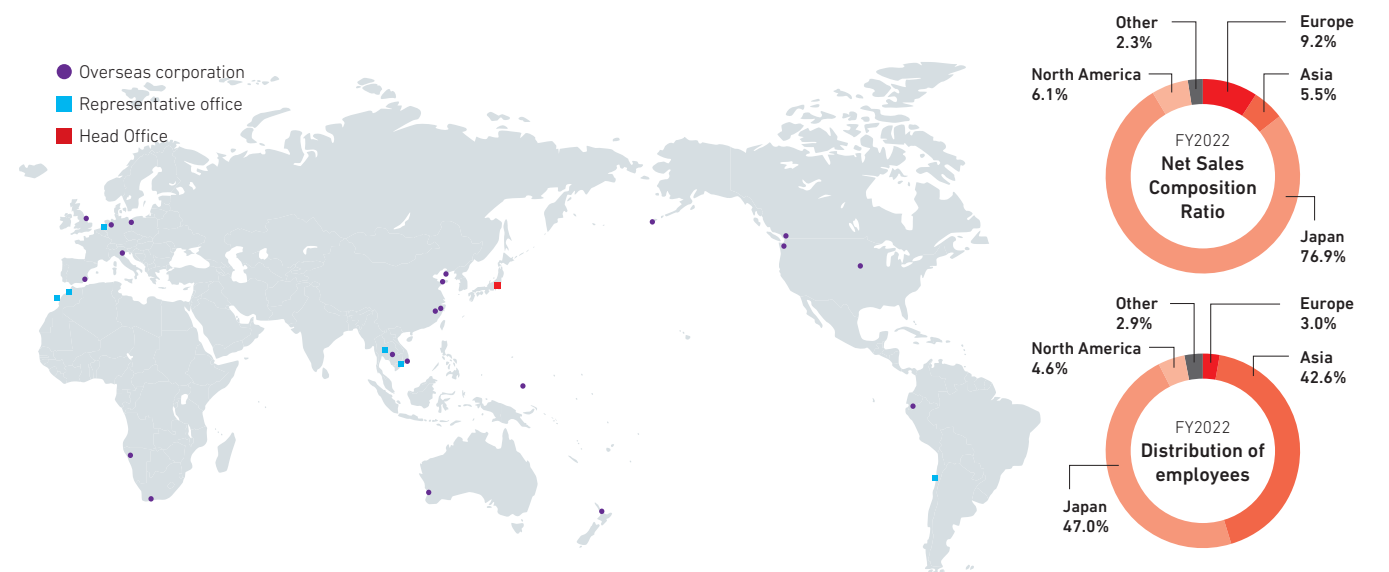 Overseas corporation
Representative office
Head Office
Other
2.3%
Europe
9.2%
North America
6.1%
Asia
5.5%
FY2022
Net Sales
Composition
Ratio
Japan
76.9%
Other
2.9%
Europe
3.0%
North America
4.6%
Asia
42.6%
FY2022
Distribution of
employees
Japan
47.0%